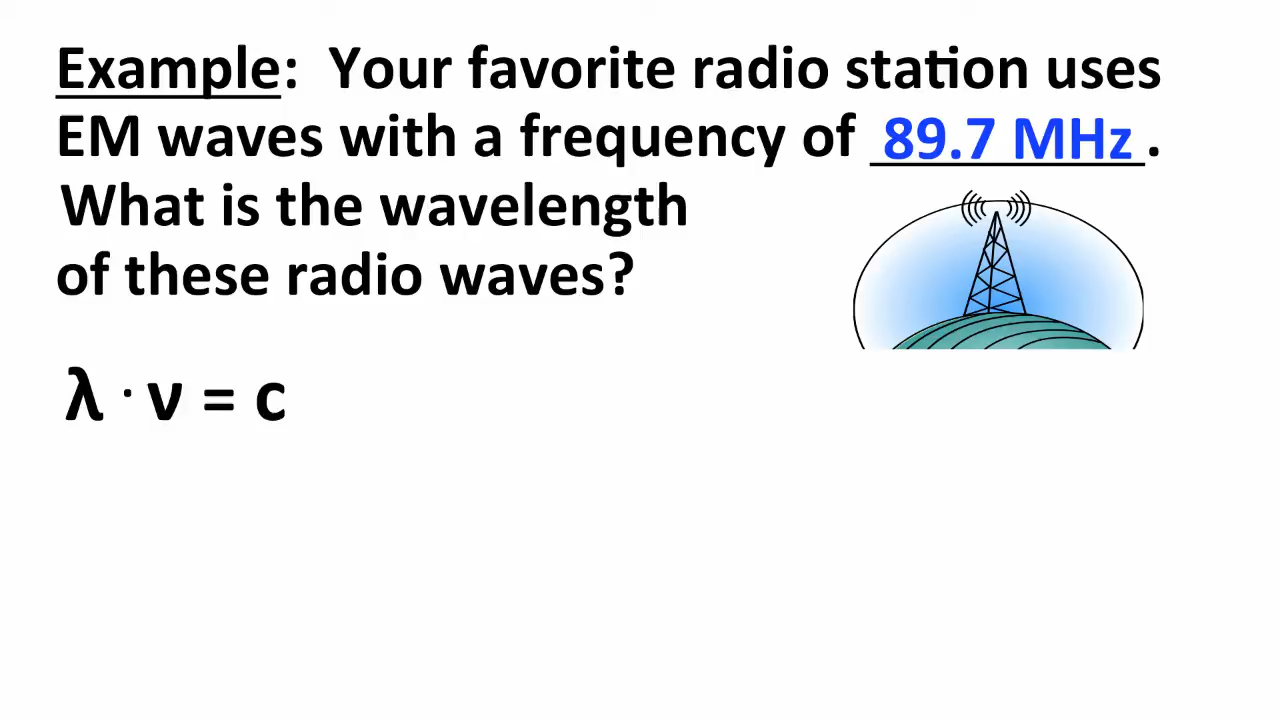 Example: Your favorite radio station uses
EM waves with a frequency of 89.7 MHz.
What is the wavelength
of these radio waves?
λ · ν = c